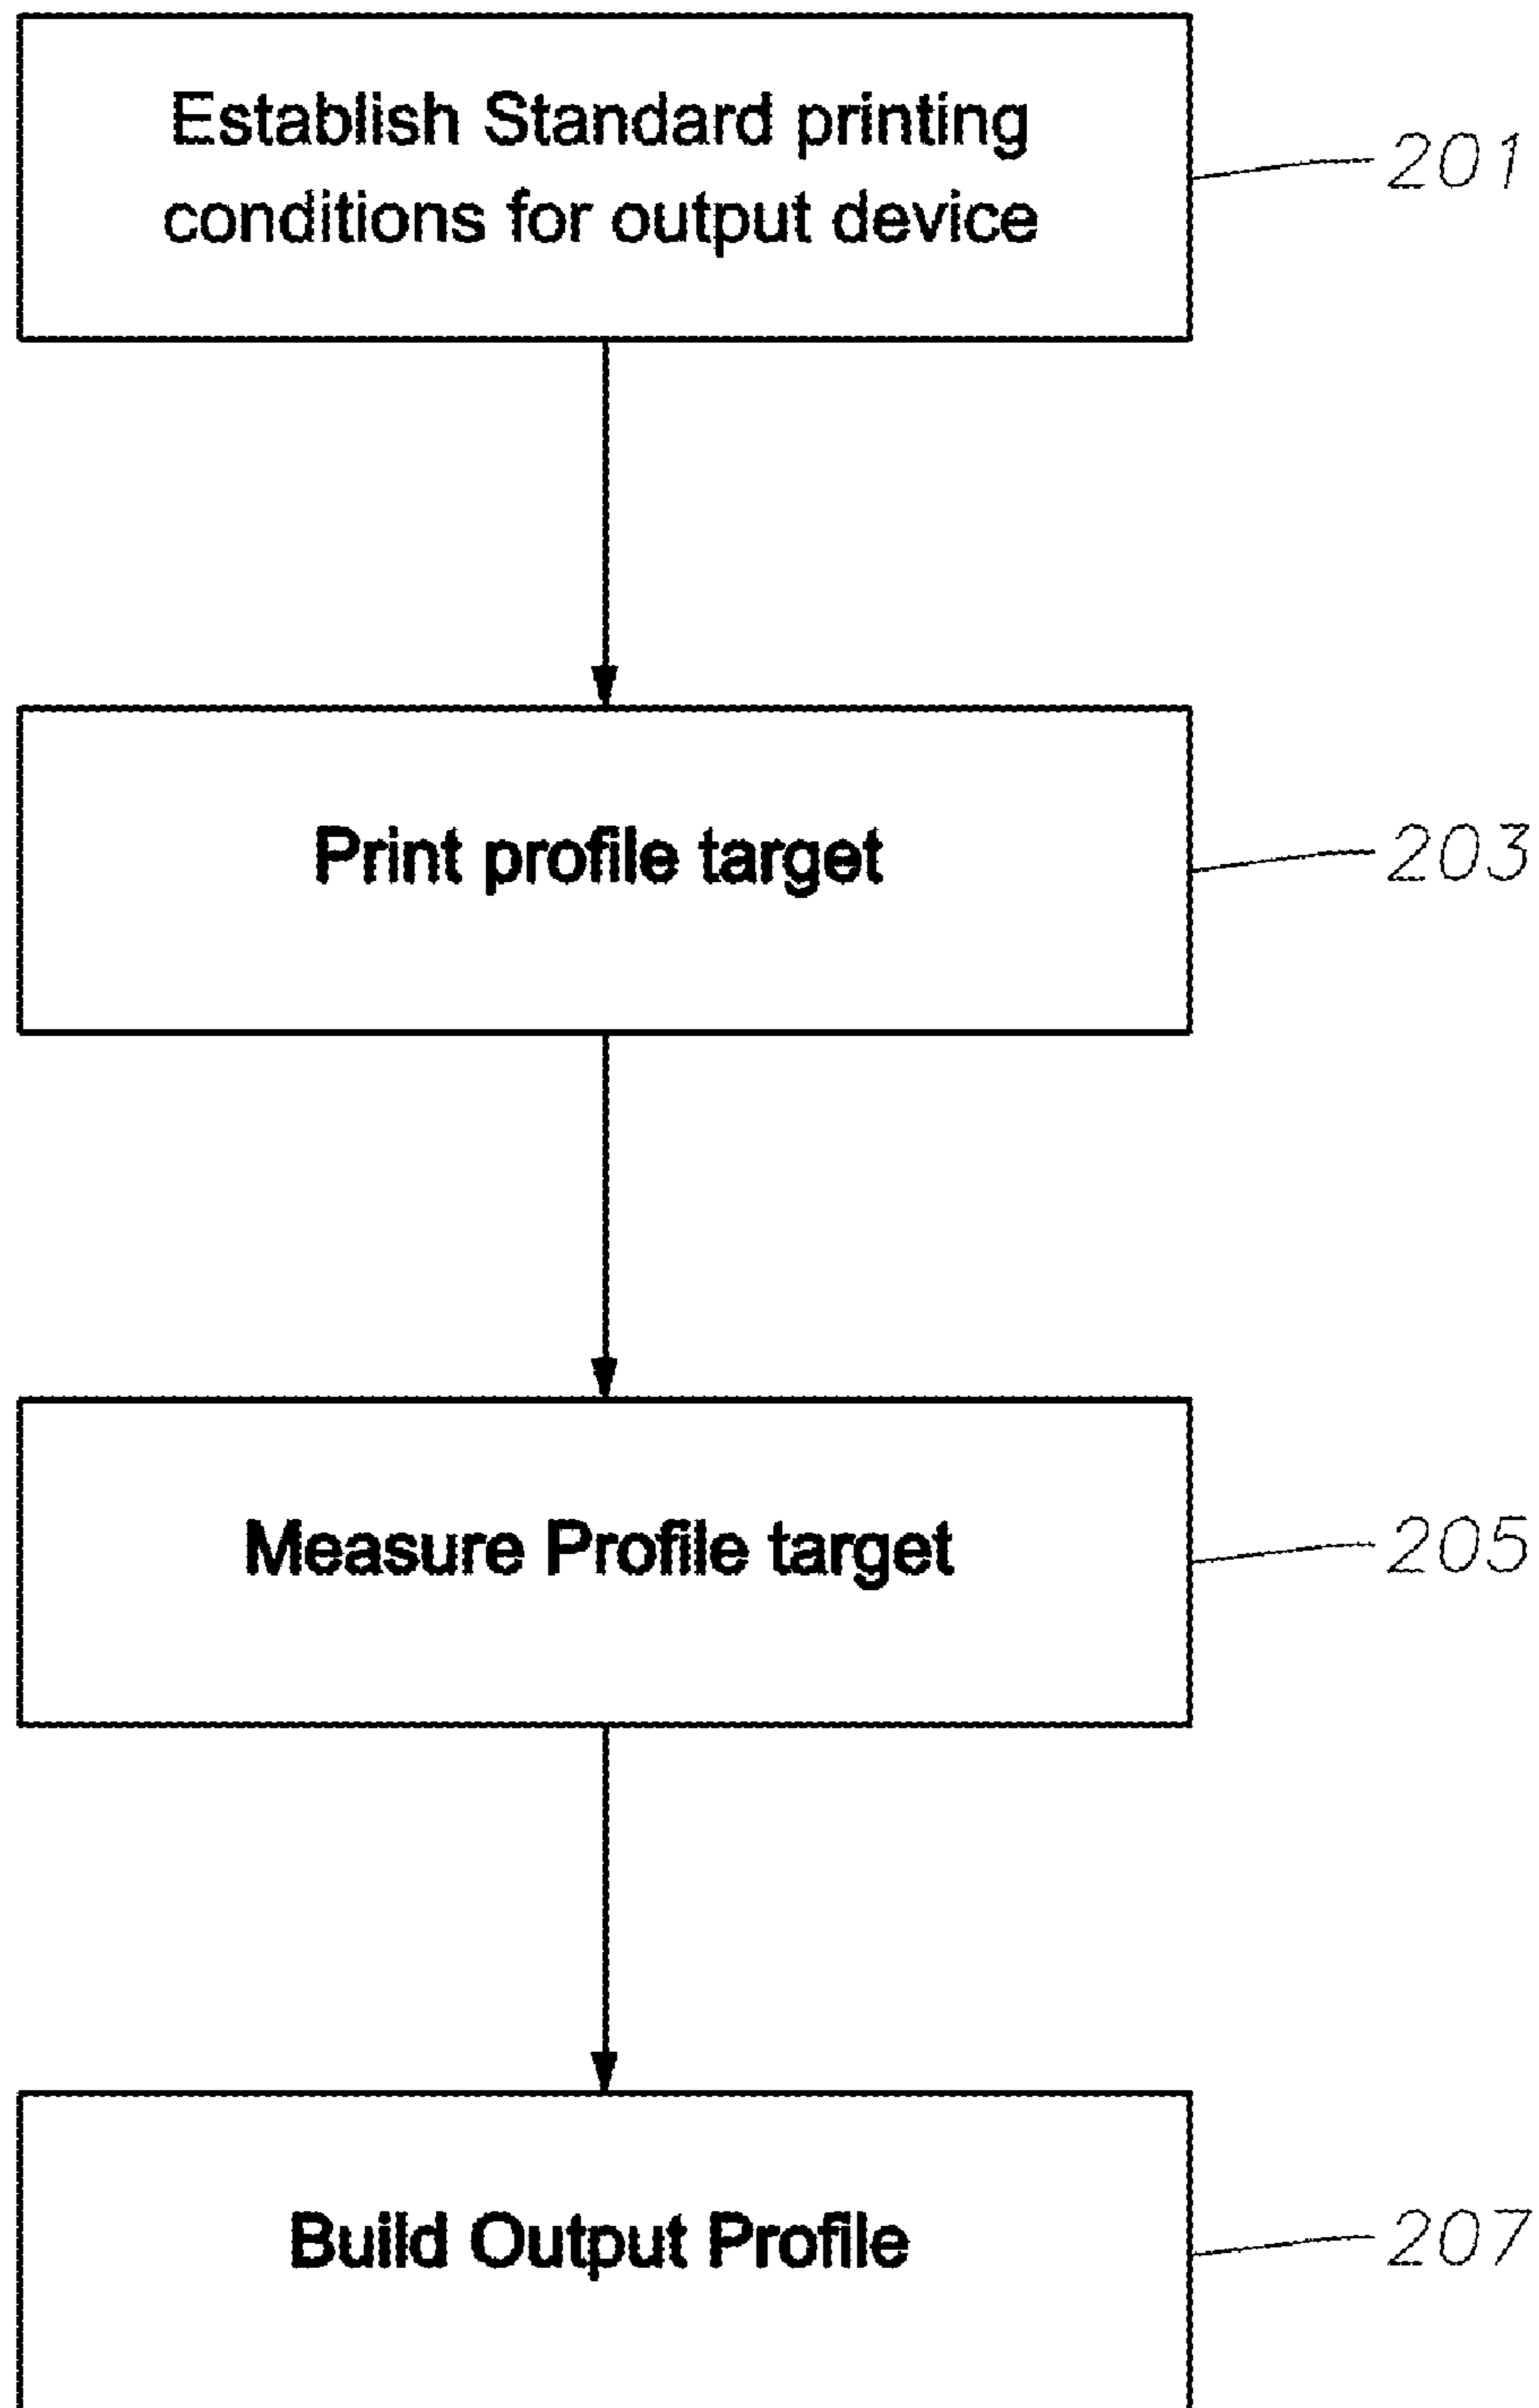 Establish Standard printing
conditions for output device
201
Print profile target
203
Measure Profile target
205
Build Output Profile
207